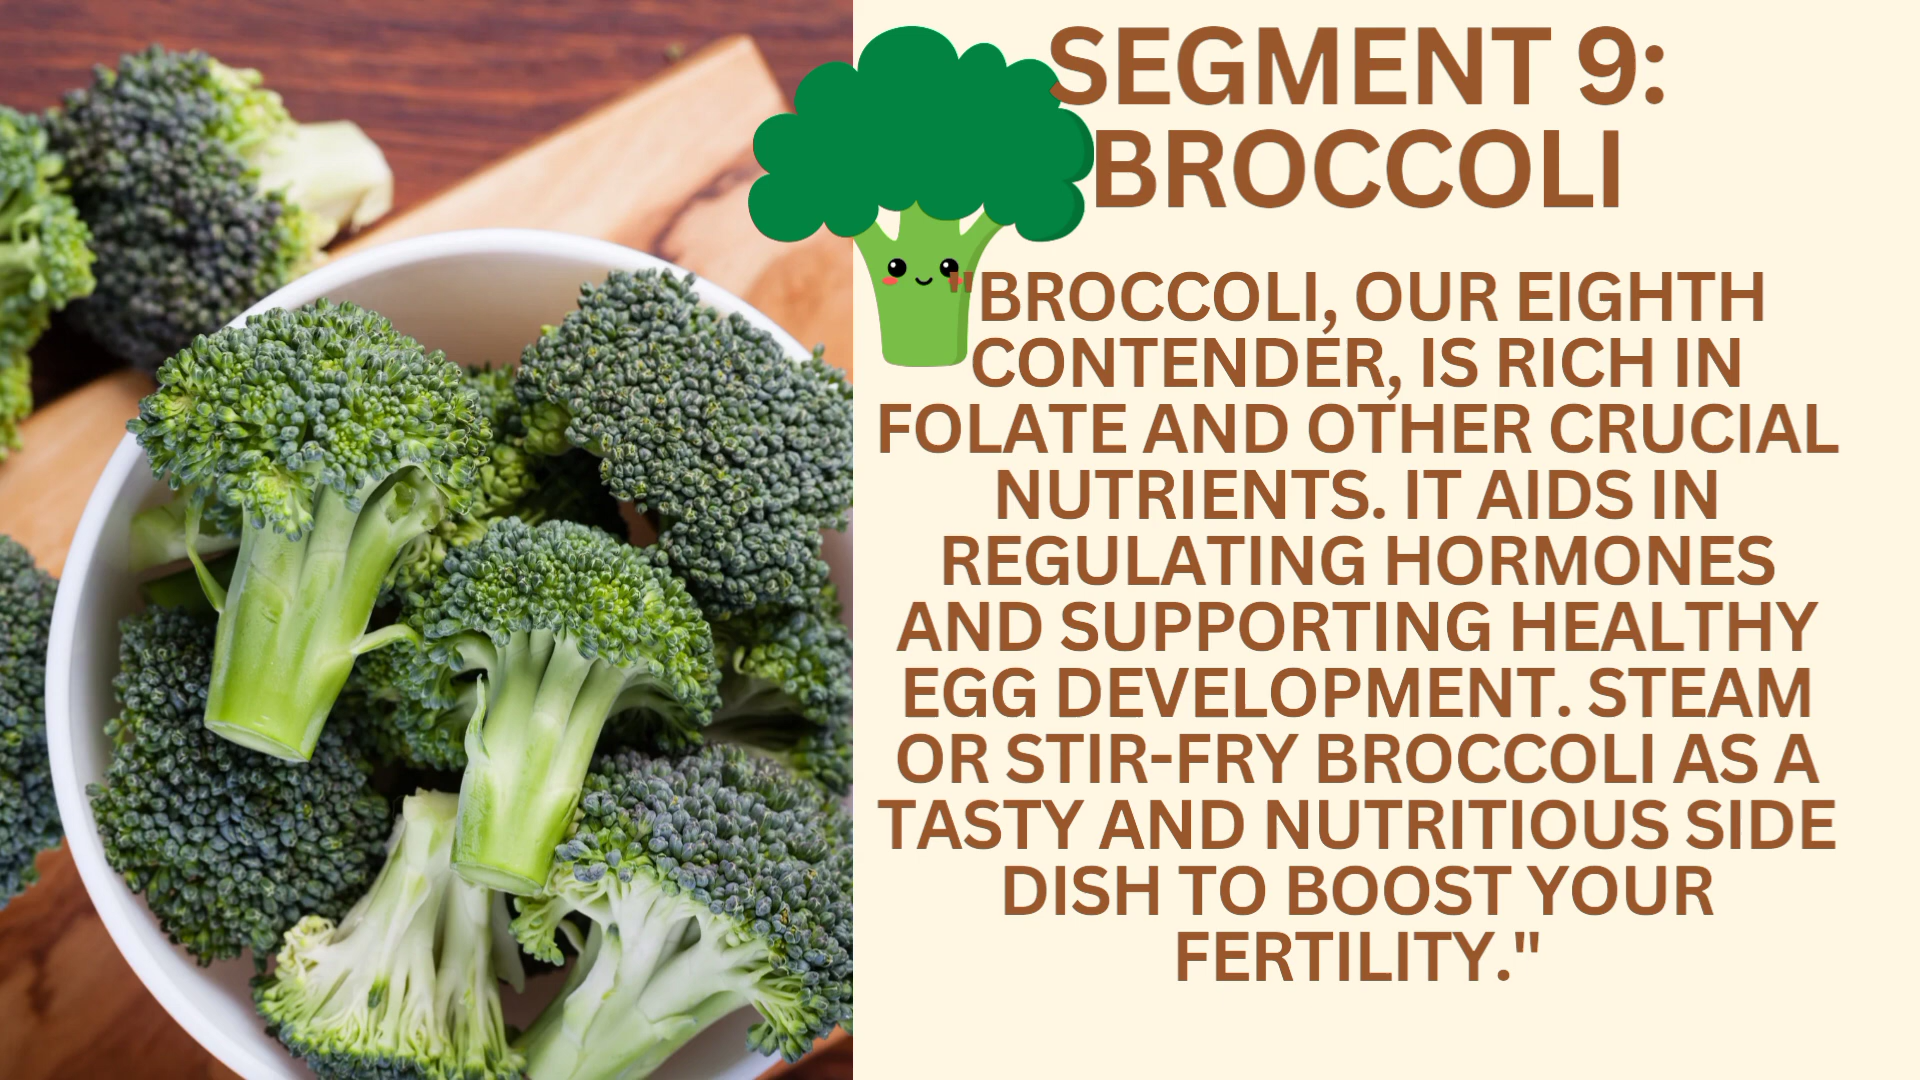 SEGMENT 9:
BROCCOLI
"BROCCOLI, OUR EIGHTH
CONTENDER, IS RICH IN
FOLATE AND OTHER CRUCIAL
NUTRIENTS. IT AIDS IN
REGULATING HORMONES
AND SUPPORTING HEALTHY
EGG DEVELOPMENT. STEAM
OR STIR-FRY BROCCOLI AS A
TASTY AND NUTRITIOUS SIDE
DISH TO BOOST YOUR
FERTILITY."